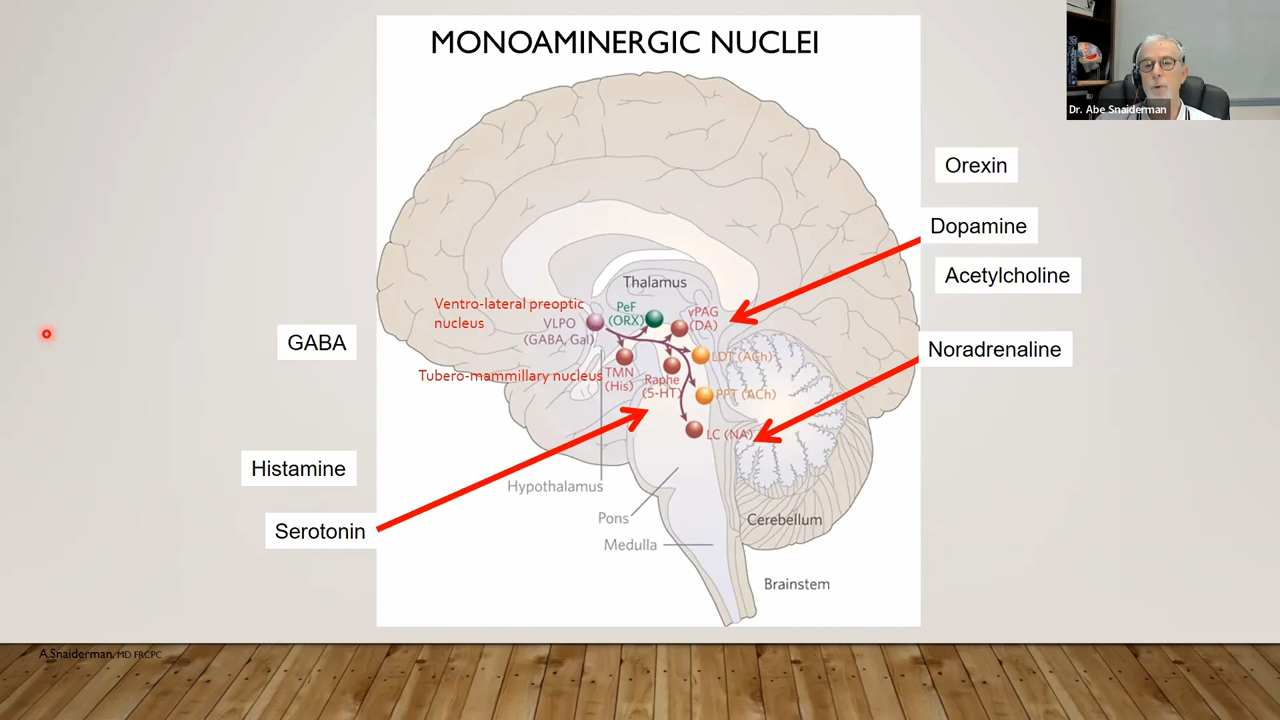 MONOAMINERGIC NUCLEI
Dr. Abe Snaiderman
Orexin
Dopamine
Acetylcholine
Noradrenaline
GABA
Histamine
Serotonin
Thalamus
Ventro-lateral preoptic
nucleus
VLPO
(GABA, Gal)
PeF
(ORX)
vPAG
(DA)
LDT (ACh)
Tubero-mammillary nucleus
TMN
(His)
Raphe
(5-HT)
PPT (ACh)
LC (NA)
Hypothalamus
Pons
Medulla
Cerebellum
Brainstem
A.Snaiderman, MD FRCPC